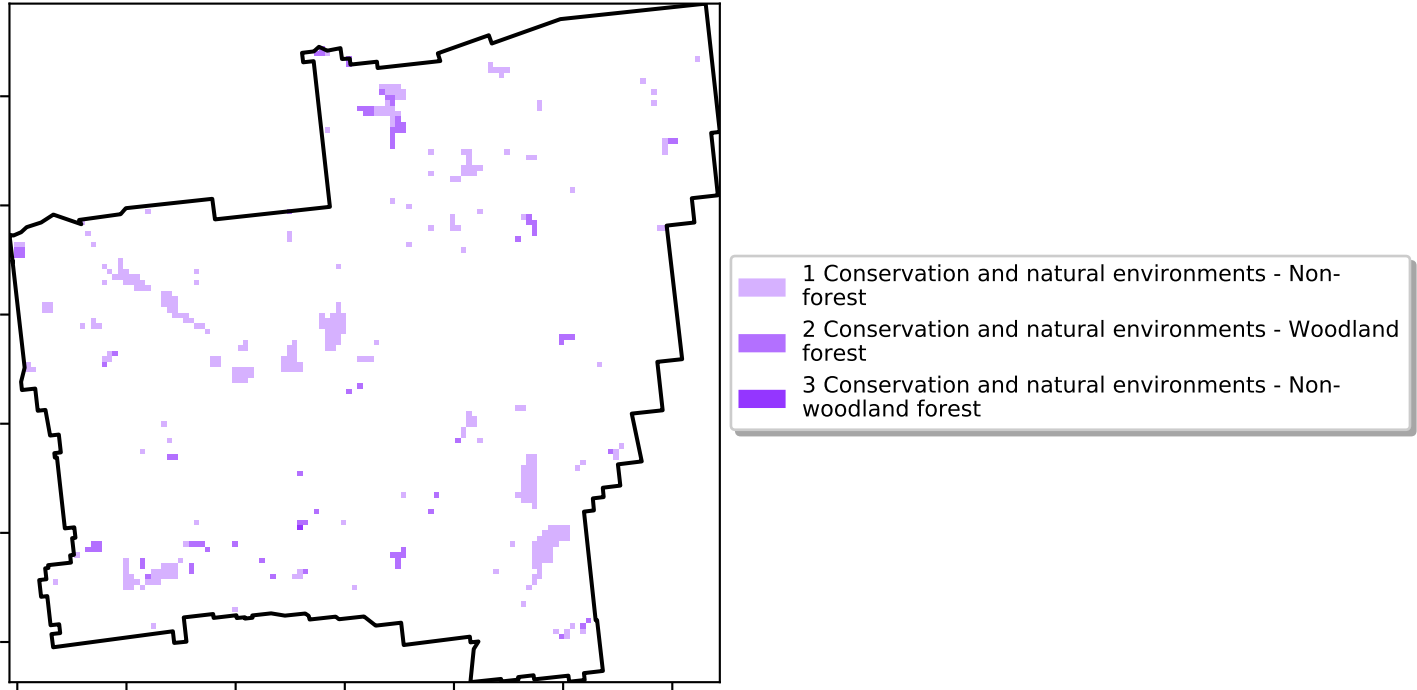 1 Conservation and natural environments - Non-
forest
2 Conservation and natural environments - Woodland
forest
3 Conservation and natural environments - Non-
woodland forest